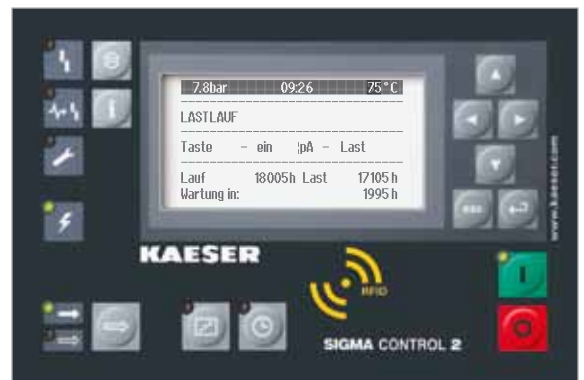 7.8bar 09:26 75°C
LASTLAUF
Taste - ein ¦pA - Last
Lauf 18005h Last 17105h
Wartung in: 1995h
esc
www.kaeser.com
KAESER
RFID
SIGMA CONTROL 2